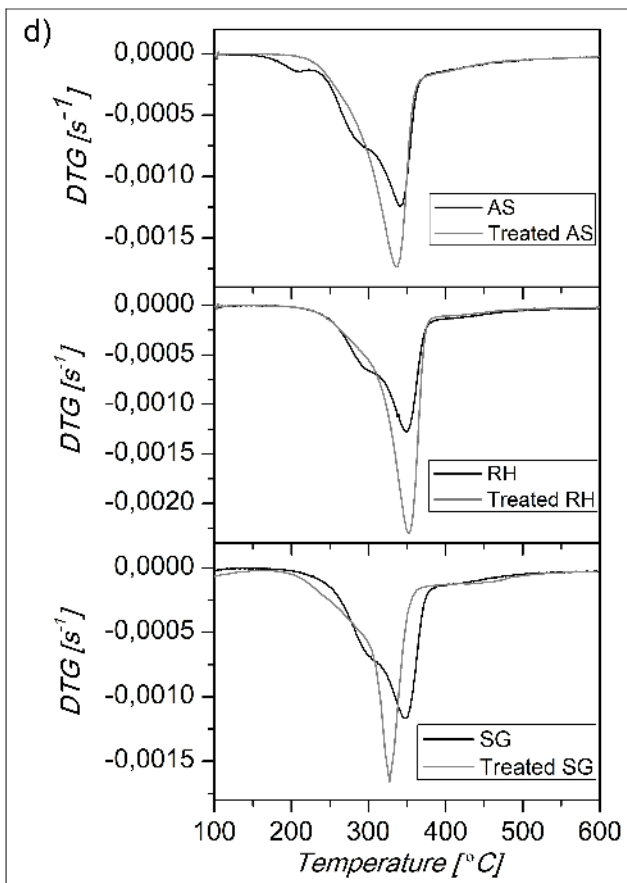 d)
0,0000
-0,0005
-0,0010
-0,0015
DTG [s⁻¹]
AS
Treated AS
0,0000
-0,0005
-0,0010
-0,0015
-0,0020
DTG [s⁻¹]
RH
Treated RH
0,0000
-0,0005
-0,0010
-0,0015
DTG [s⁻¹]
SG
Treated SG
100 200 300 400 500 600
Temperature [°C]